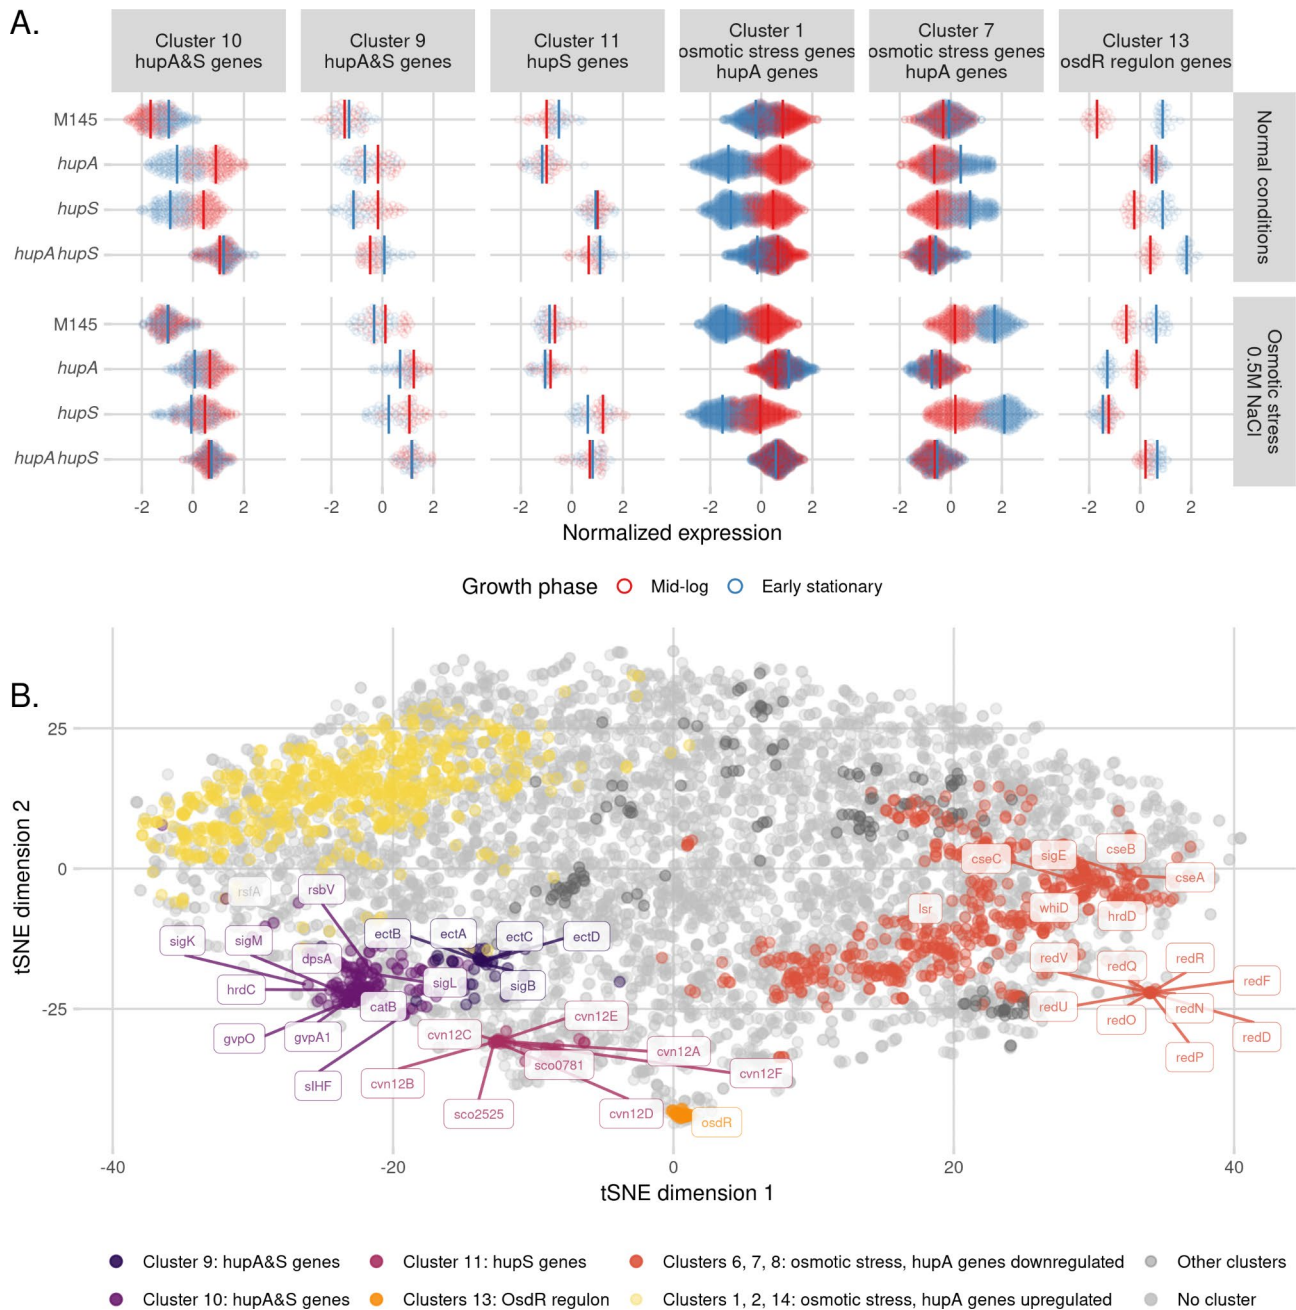 A.
Cluster 10
hupA&S genes
Cluster 9
hupA&S genes
Cluster 11
hupS genes
Cluster 1
osmotic stress genes
hupA genes
Cluster 7
osmotic stress genes
hupA genes
Cluster 13
osdR regulon genes
M145
hupA
hupS
hupA hupS
Normal conditions
M145
hupA
hupS
hupA hupS
Osmotic stress
0.5M NaCl
-2 0 2 -2 0 2 -2 0 2 -2 0 2 -2 0 2 -2 0 2
Normalized expression
Growth phase Mid-log Early stationary
B.
tSNE dimension 2
25
0
-25
rsfA
rsbV
sigK
sigM
ectB
ectA
ectC
ectD
dpsA
hrdC
sigL
sigB
catB
gvpO
gvpA1
slHF
cvn12E
cvn12C
cvn12A
sco0781
cvn12B
cvn12F
sco2525
cvn12D
osdR
cseC
sigE
cseB
cseA
lsr
whiD
hrdD
redV
redQ
redR
redF
redU
redO
redN
redD
redP
-40 -20 0 20 40
tSNE dimension 1
Cluster 9: hupA&S genes
Cluster 11: hupS genes
Clusters 6, 7, 8: osmotic stress, hupA genes downregulated
Other clusters
Cluster 10: hupA&S genes
Clusters 13: OsdR regulon
Clusters 1, 2, 14: osmotic stress, hupA genes upregulated
No cluster